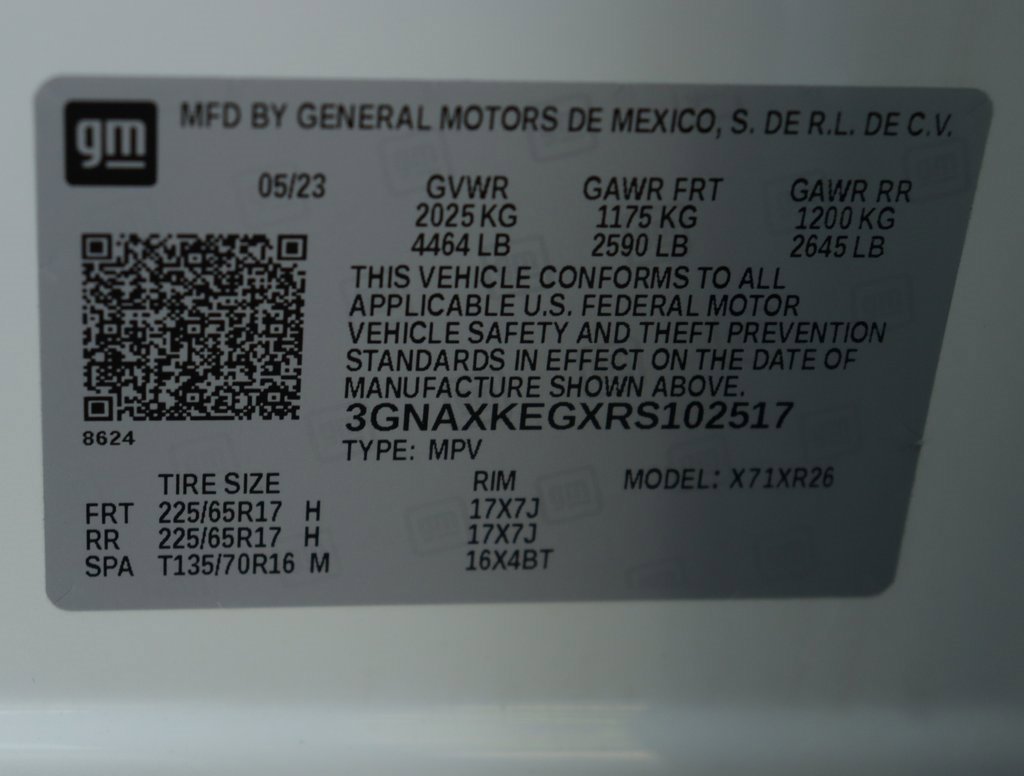 gm
MFD BY GENERAL MOTORS DE MEXICO, S. DE R.L. DE C.V.
05/23 GVWR GAWR FRT GAWR RR
2025 KG 1175 KG 1200 KG
4464 LB 2590 LB 2645 LB
THIS VEHICLE CONFORMS TO ALL
APPLICABLE U.S. FEDERAL MOTOR
VEHICLE SAFETY AND THEFT PREVENTION
STANDARDS IN EFFECT ON THE DATE OF
MANUFACTURE SHOWN ABOVE.
3GNAXKEGXRS102517
8624
TYPE: MPV
TIRE SIZE RIM MODEL: X71XR26
FRT 225/65R17 H 17X7J
RR 225/65R17 H 17X7J
SPA T135/70R16 M 16X4BT